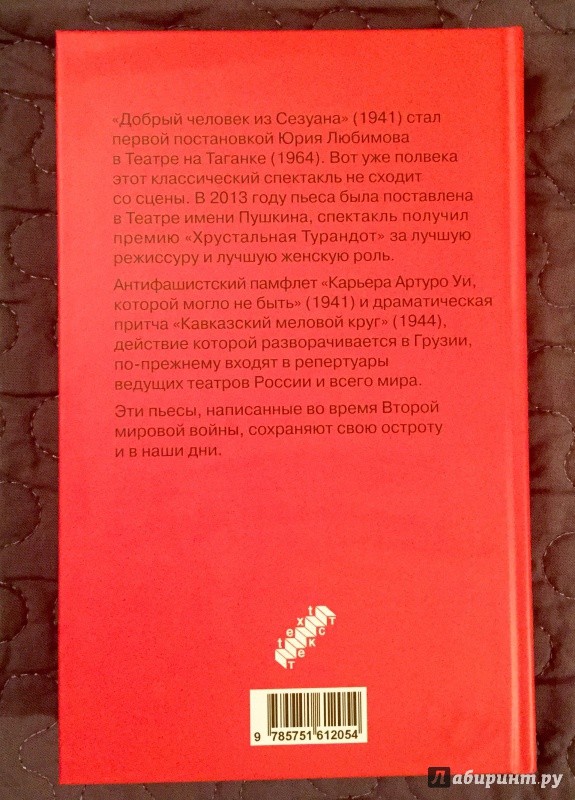 «Добрый человек из Сезуана» (1941) стал
первой постановкой Юрия Любимова
в Театре на Таганке (1964). Вот уже полвека
этот классический спектакль не сходит
со сцены. В 2013 году пьеса была поставлена
в Театре имени Пушкина, спектакль получил
премию «Хрустальная Турандот» за лучшую
режиссуру и лучшую женскую роль.
Антифашистский памфлет «Карьера Артуро Уи,
которой могло не быть» (1941) и драматическая
притча «Кавказский меловой круг» (1944),
действие которой разворачивается в Грузии,
по-прежнему входят в репертуары
ведущих театров России и всего мира.
Эти пьесы, написанные во время Второй
мировой войны, сохраняют свою остроту
и в наши дни.
text
текст
9 785751 612054
Лабиринт.ру